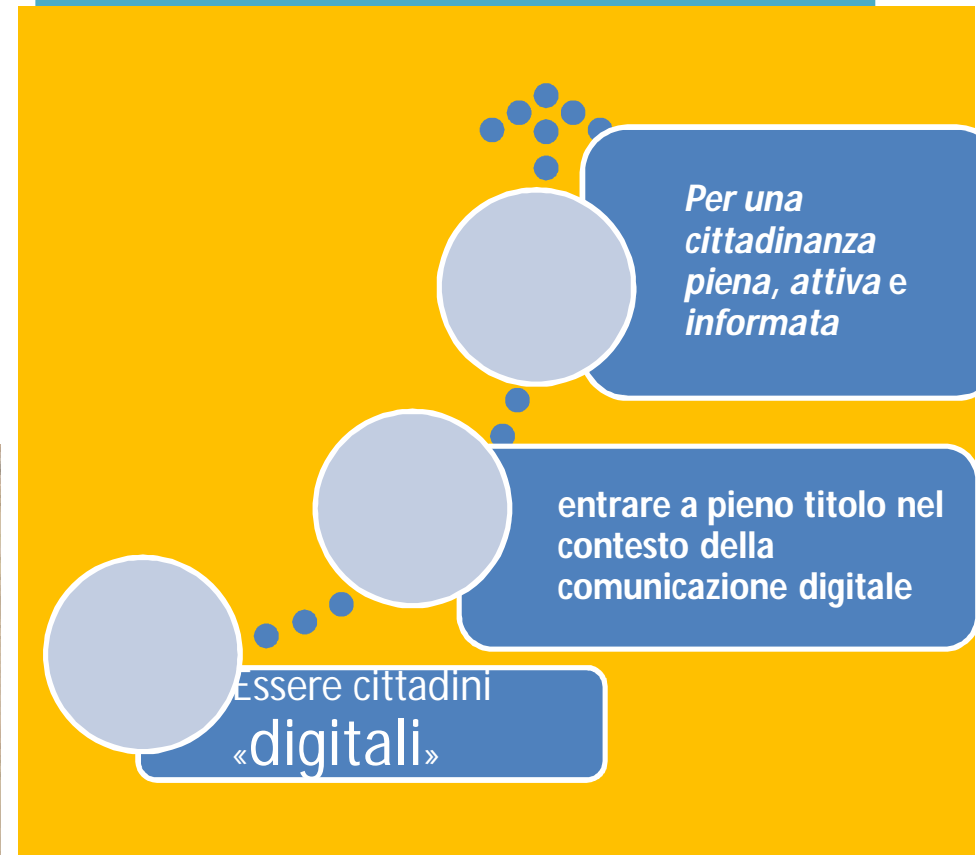 Per una
cittadinanza
piena, attiva e
informata
entrare a pieno titolo nel
contesto della
comunicazione digitale
Essere cittadini
«digitali»